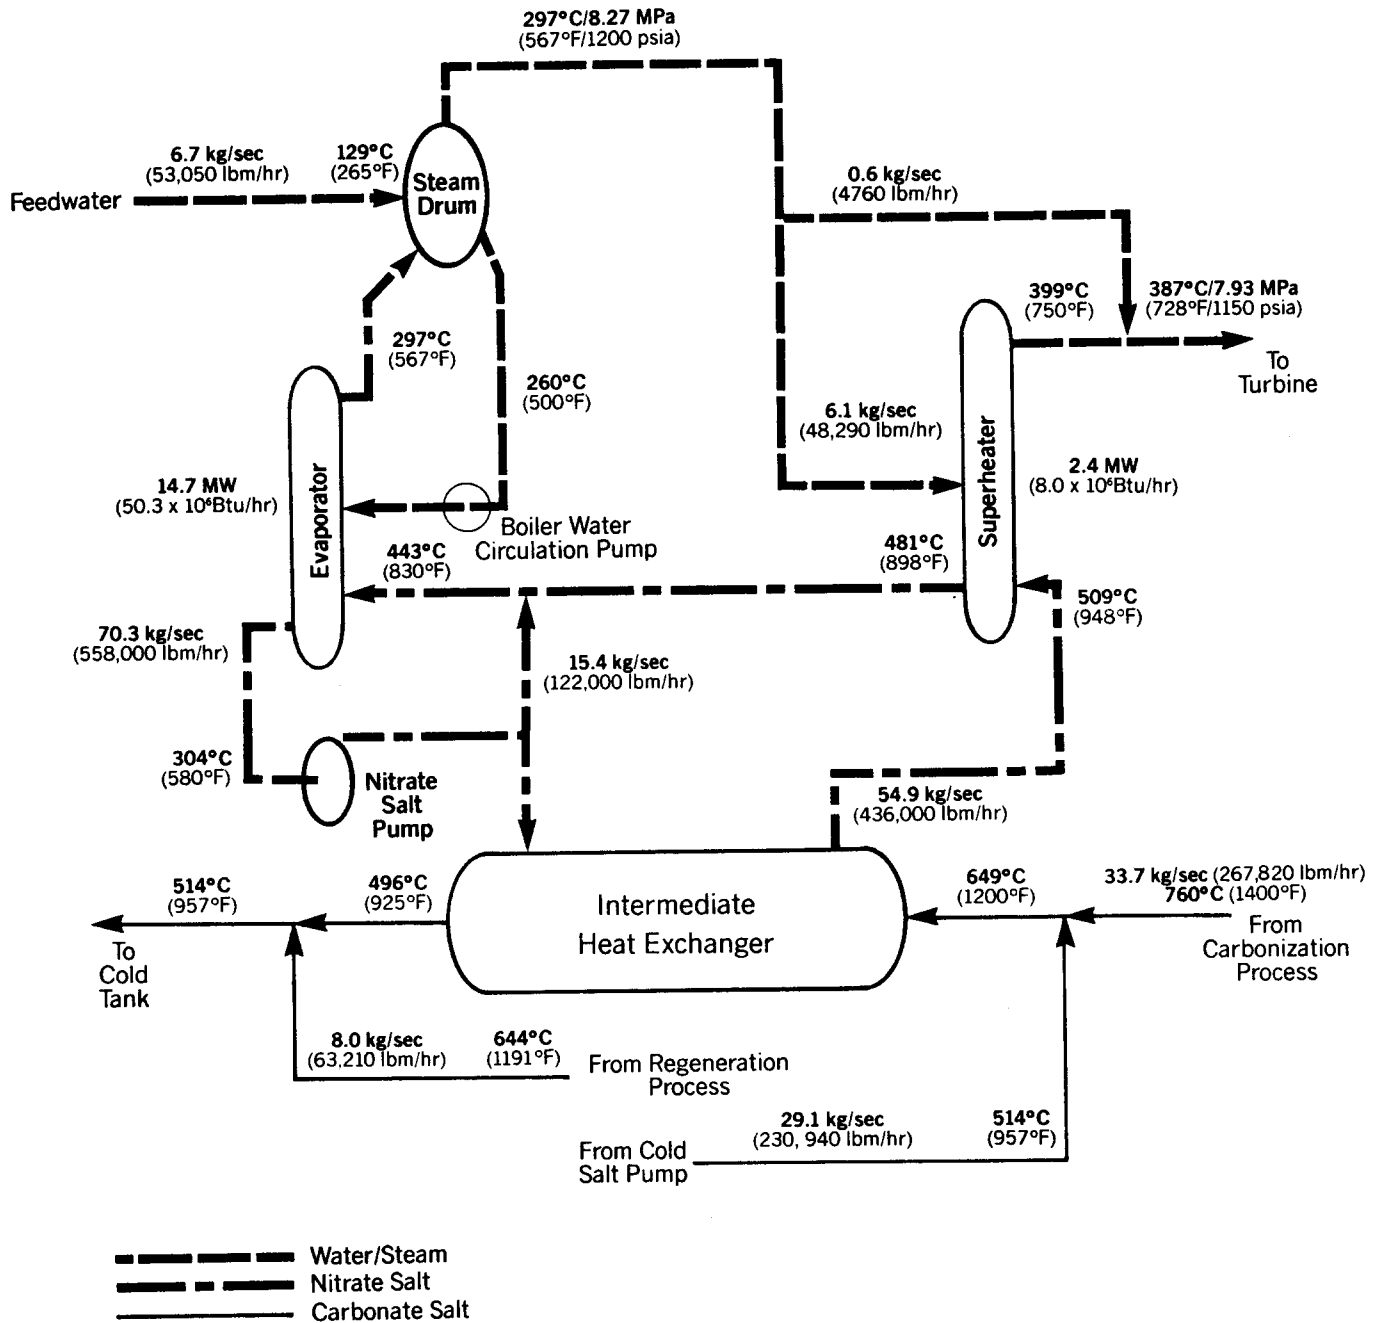 297°C/8.27 MPa
(567°F/1200 psia)
6.7 kg/sec
(53,050 lbm/hr)
129°C
(265°F)
Feedwater
Steam
Drum
0.6 kg/sec
(4760 lbm/hr)
399°C
(750°F)
387°C/7.93 MPa
(728°F/1150 psia)
To
Turbine
297°C
(567°F)
260°C
(500°F)
6.1 kg/sec
(48,290 lbm/hr)
Superheater
2.4 MW
(8.0 x 10⁶Btu/hr)
14.7 MW
(50.3 x 10⁶Btu/hr)
Evaporator
Boiler Water
Circulation Pump
443°C
(830°F)
481°C
(898°F)
509°C
(948°F)
70.3 kg/sec
(558,000 lbm/hr)
15.4 kg/sec
(122,000 lbm/hr)
304°C
(580°F)
Nitrate
Salt
Pump
54.9 kg/sec
(436,000 lbm/hr)
514°C
(957°F)
496°C
(925°F)
Intermediate
Heat Exchanger
649°C
(1200°F)
33.7 kg/sec (267,820 lbm/hr)
760°C (1400°F)
From
Carbonization
Process
To
Cold
Tank
8.0 kg/sec
(63,210 lbm/hr)
644°C
(1191°F)
From Regeneration
Process
29.1 kg/sec
(230, 940 lbm/hr)
514°C
(957°F)
From Cold
Salt Pump
Water/Steam
Nitrate Salt
Carbonate Salt